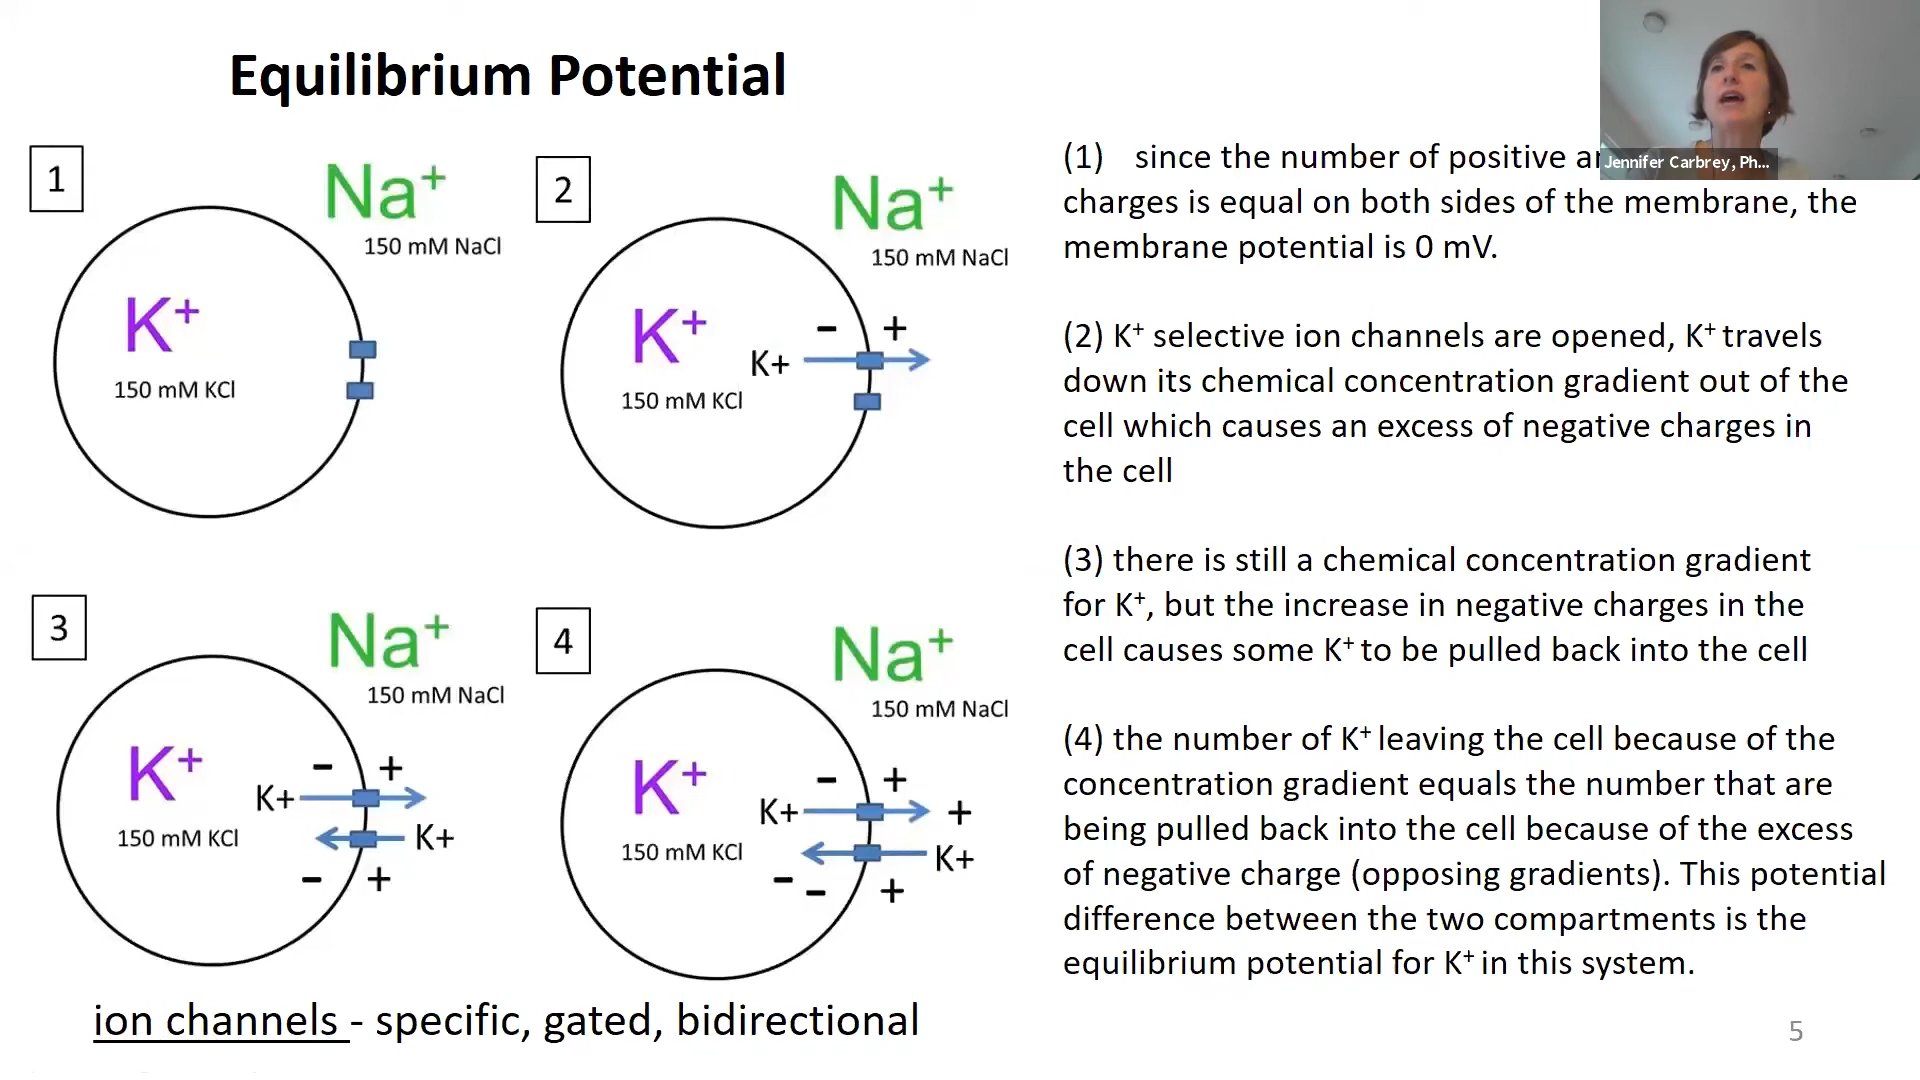 Equilibrium Potential
1
Na+
150 mM NaCl
K+
150 mM KCl
2
Na+
150 mM NaCl
K+
150 mM KCl
- +
K+
3
Na+
150 mM NaCl
K+
150 mM KCl
- +
K+
K+
- +
4
Na+
150 mM NaCl
K+
150 mM KCl
- +
K+ +
K+
- - +
ion channels - specific, gated, bidirectional
Jennifer Carbrey, Ph...
(1) since the number of positive
charges is equal on both sides of the membrane, the
membrane potential is 0 mV.
(2) K+ selective ion channels are opened, K+ travels
down its chemical concentration gradient out of the
cell which causes an excess of negative charges in
the cell
(3) there is still a chemical concentration gradient
for K+, but the increase in negative charges in the
cell causes some K+ to be pulled back into the cell
(4) the number of K+ leaving the cell because of the
concentration gradient equals the number that are
being pulled back into the cell because of the excess
of negative charge (opposing gradients). This potential
difference between the two compartments is the
equilibrium potential for K+ in this system.
5